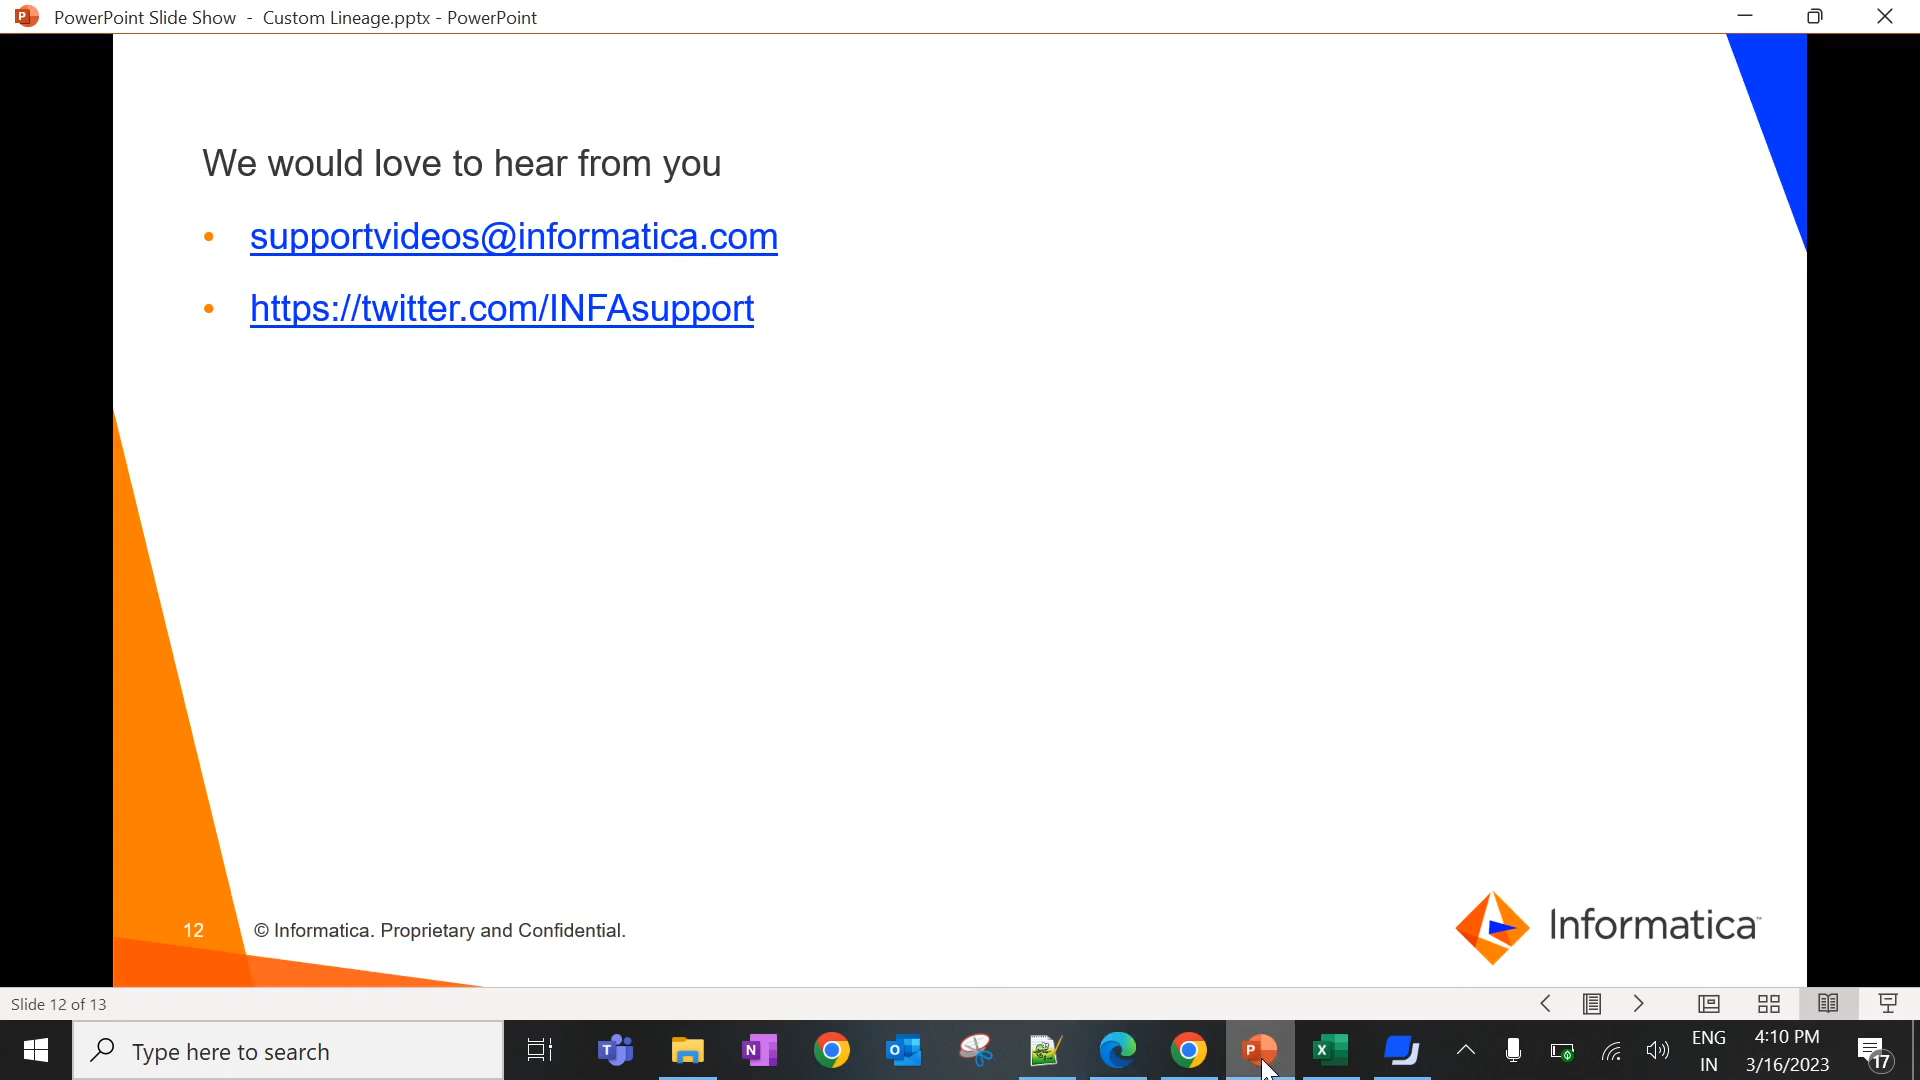 PowerPoint Slide Show - Custom Lineage.pptx - PowerPoint
We would love to hear from you
• supportvideos@informatica.com
• https://twitter.com/INFAsupport
12
© Informatica. Proprietary and Confidential.
Informatica
Slide 12 of 13
Type here to search
ENG
IN
4:10 PM
3/16/2023
17